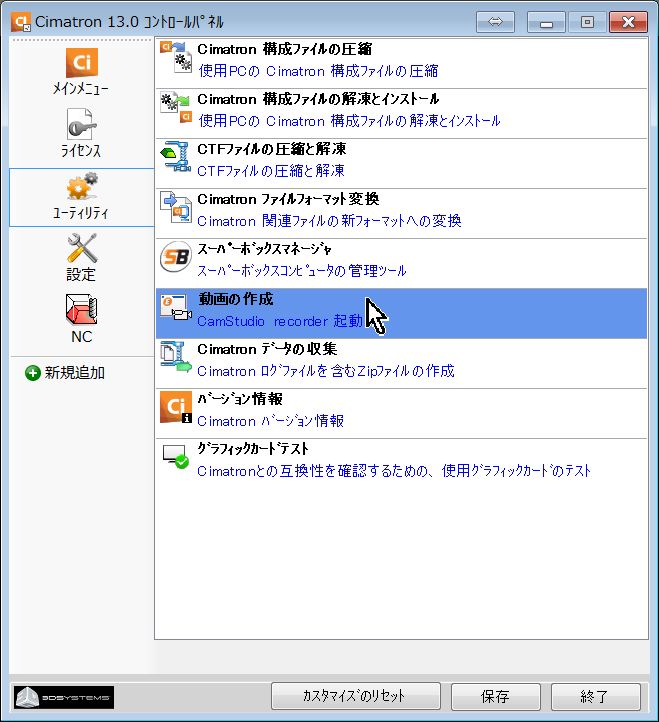 Cimatron 13.0 ｺﾝﾄﾛｰﾙﾊﾟﾈﾙ
Ci
ﾒｲﾝﾒﾆｭｰ
ﾗｲｾﾝｽ
ﾕｰﾃｨﾘﾃｨ
設定
NC
新規追加
Cimatron 構成ﾌｧｲﾙの圧縮
使用PCの Cimatron 構成ﾌｧｲﾙの圧縮
Cimatron 構成ﾌｧｲﾙの解凍とｲﾝｽﾄｰﾙ
使用PCの Cimatron 構成ﾌｧｲﾙの解凍とｲﾝｽﾄｰﾙ
CTFﾌｧｲﾙの圧縮と解凍
CTFﾌｧｲﾙの圧縮と解凍
Cimatron ﾌｧｲﾙﾌｫｰﾏｯﾄ変換
Cimatron 関連ﾌｧｲﾙの新ﾌｫｰﾏｯﾄへの変換
SB
ｽｰﾊﾟｰﾎﾞｯｸｽﾏﾈｰｼﾞｬ
ｽｰﾊﾟｰﾎﾞｯｸｽｺﾝﾋﾟｭｰﾀの管理ﾂｰﾙ
動画の作成
CamStudio recorder 起動
Cimatron ﾃﾞｰﾀの収集
Cimatron ﾛｸﾞﾌｧｲﾙを含むZipﾌｧｲﾙの作成
Ci
ﾊﾞｰｼﾞｮﾝ情報
Cimatron ﾊﾞｰｼﾞｮﾝ情報
ｸﾞﾗﾌｨｯｸｶｰﾄﾞﾃｽﾄ
Cimatronとの互換性を確認するための、使用ｸﾞﾗﾌｨｯｸｶｰﾄﾞのﾃｽﾄ
3DSYSTEMS
ｶｽﾀﾏｲｽﾞのﾘｾｯﾄ
保存
終了